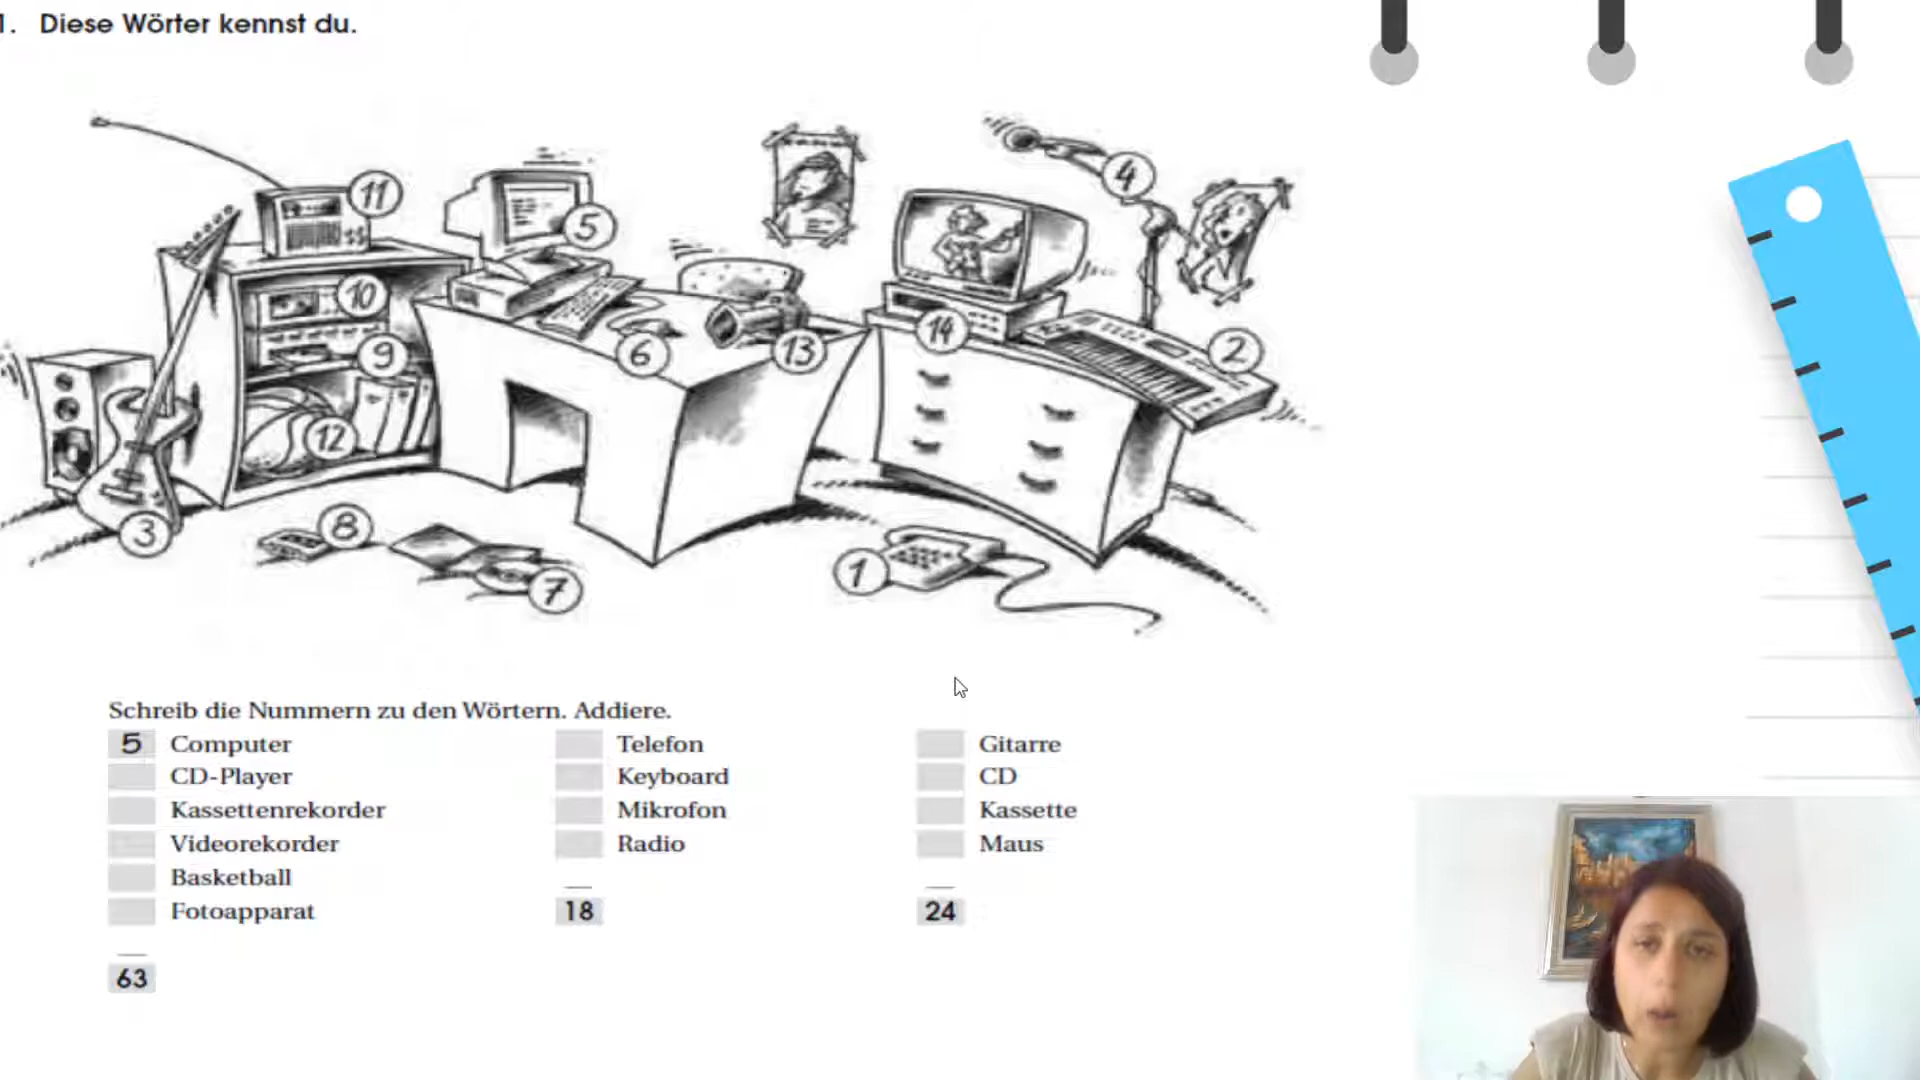 1. Diese Wörter kennst du.
11
4
5
10
14
2
9
6
13
12
3
8
7
1
Schreib die Nummern zu den Wörtern. Addiere.
5 Computer
CD-Player
Kassettenrekorder
Videorekorder
Basketball
Fotoapparat
63
Telefon
Keyboard
Mikrofon
Radio
18
Gitarre
CD
Kassette
Maus
24